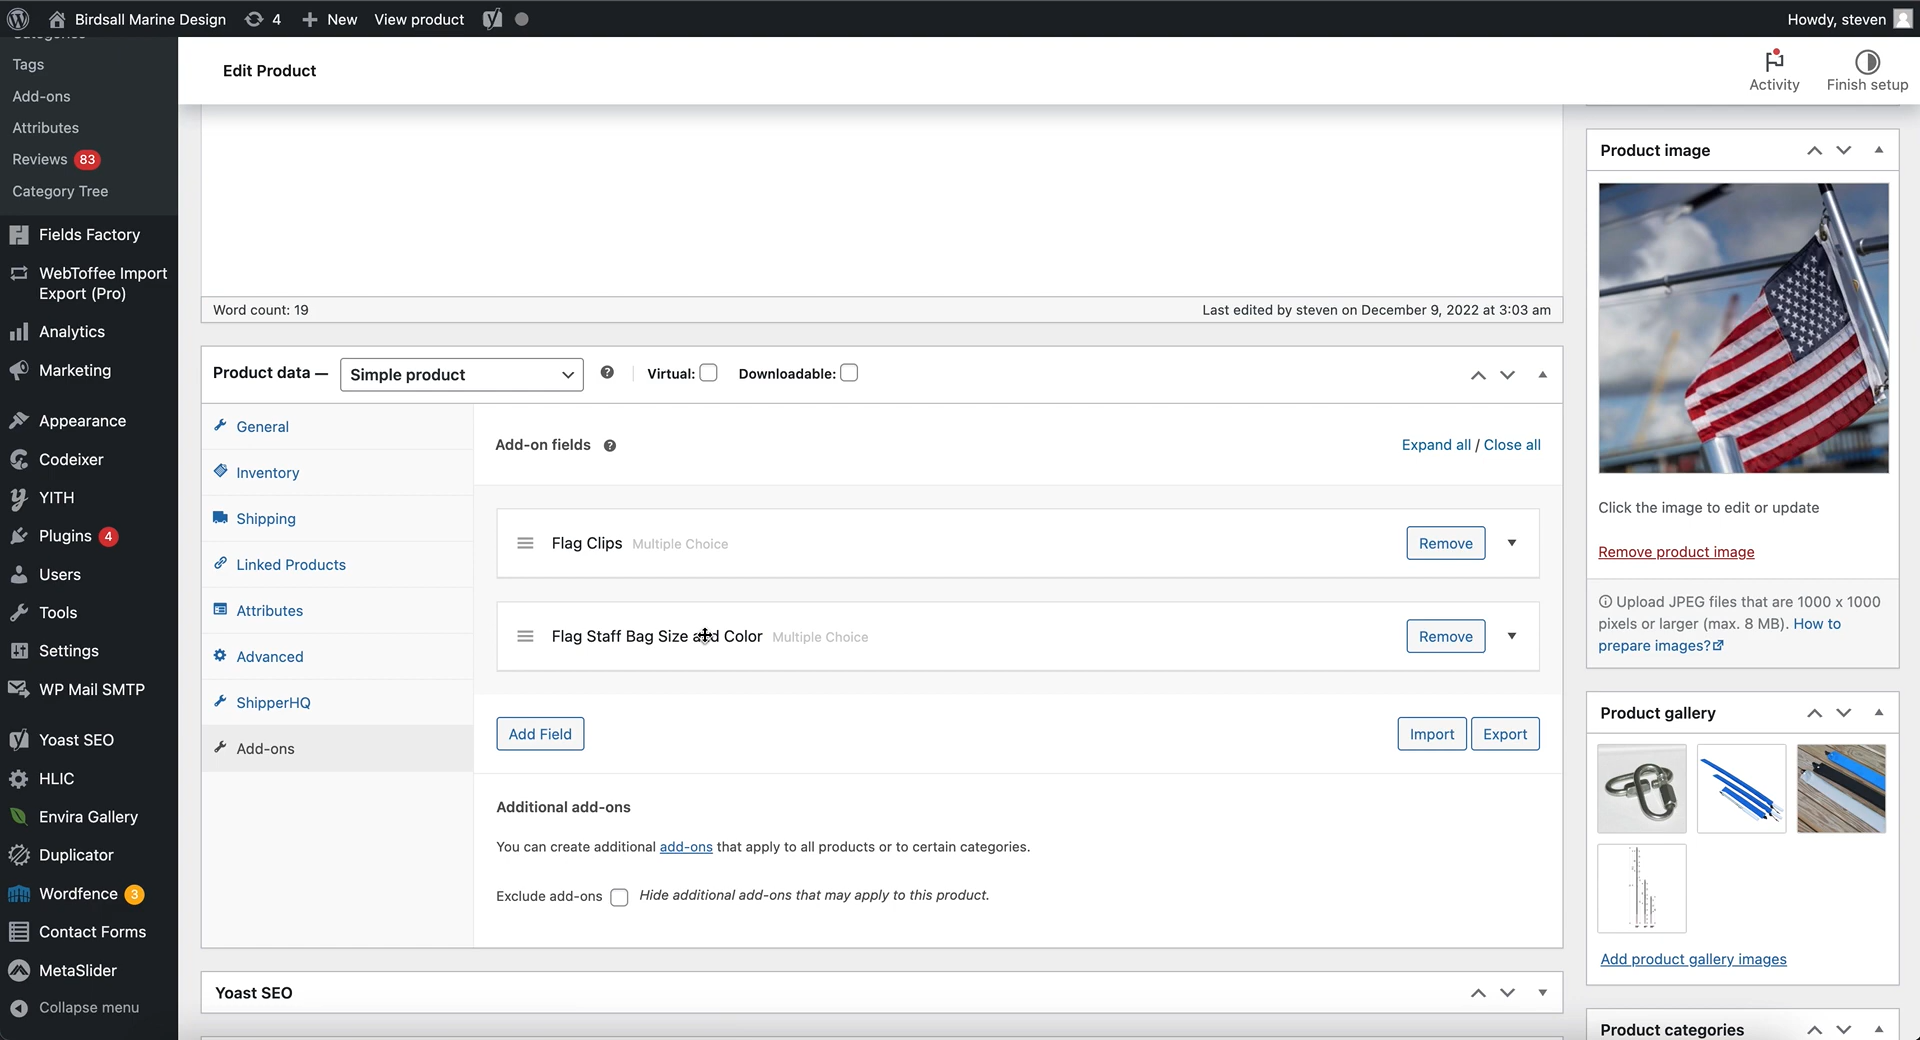 Birdsall Marine Design 4 New View product Howdy, steven
Tags
Add-ons
Attributes
Reviews 83
Category Tree
Fields Factory
WebToffee Import
Export (Pro)
Analytics
Marketing
Appearance
Codeixer
YITH
Plugins 4
Users
Tools
Settings
WP Mail SMTP
Yoast SEO
HLIC
Envira Gallery
Duplicator
Wordfence 3
Contact Forms
MetaSlider
Collapse menu
Edit Product
Activity
Finish setup
Word count: 19
Last edited by steven on December 9, 2022 at 3:03 am
Product data — Simple product Virtual: Downloadable:
General
Inventory
Shipping
Linked Products
Attributes
Advanced
ShipperHQ
Add-ons
Add-on fields
Expand all / Close all
Flag Clips Multiple Choice Remove
Flag Staff Bag Size and Color Multiple Choice Remove
Add Field
Import Export
Additional add-ons
You can create additional add-ons that apply to all products or to certain categories.
Exclude add-ons Hide additional add-ons that may apply to this product.
Yoast SEO
Product image
Click the image to edit or update
Remove product image
Upload JPEG files that are 1000 x 1000
pixels or larger (max. 8 MB). How to
prepare images?
Product gallery
Add product gallery images
Product categories